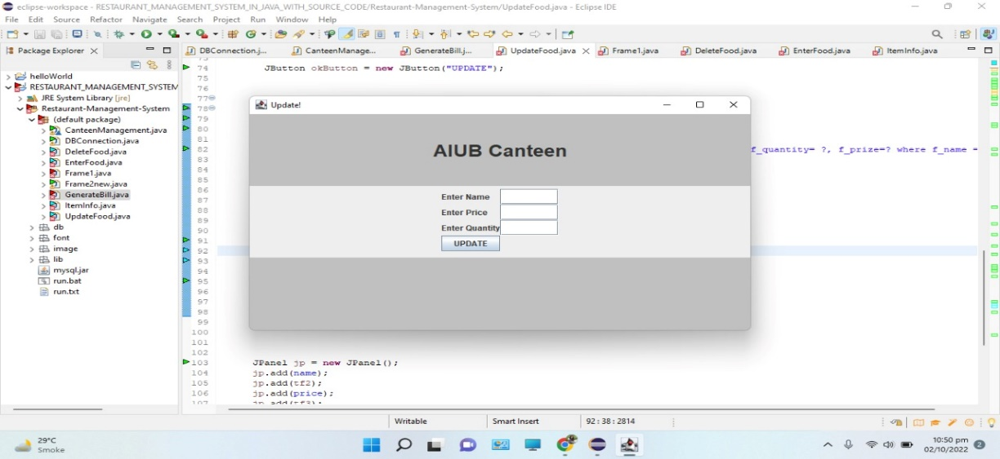 eclipse-workspace - RESTAURANT_MANAGEMENT_SYSTEM_IN_JAVA_WITH_SOURCE_CODE/Restaurant-Management-System/UpdateFood.java - Eclipse IDE
File Edit Source Refactor Navigate Search Project Run Window Help
Package Explorer
DBConnection.j... CanteenManage... GenerateBill.j... UpdateFood.java Frame1.java DeleteFood.java EnterFood.java ItemInfo.java
helloWorld
RESTAURANT_MANAGEMENT_SYSTEM
JRE System Library [jre]
Restaurant-Management-System
(default package)
CanteenManagement.java
DBConnection.java
DeleteFood.java
EnterFood.java
Frame1.java
Frame2new.java
GenerateBill.java
ItemInfo.java
UpdateFood.java
db
font
image
lib
mysql.jar
run.bat
run.txt
74 JButton okButton = new JButton("UPDATE");
75
76
77
78
79
80
81
82 f_quantity= ?, f_prize=? where f_name =
83
84
85
86
87
88
89
90
91
92
93
94
95
96
97
98
99
100
101
102
103 JPanel jp = new JPanel();
104 jp.add(name);
105 jp.add(tf2);
106 jp.add(price);
107 jp.add(tf3);
Update!
AIUB Canteen
Enter Name
Enter Price
Enter Quantity
UPDATE
Writable Smart Insert 92 : 38 : 2814
29°C
Smoke
10:50 pm
02/10/2022
2